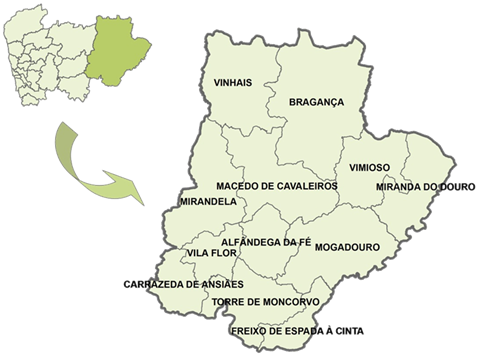 VINHAIS
BRAGANÇA
VIMIOSO
MACEDO DE CAVALEIROS
MIRANDA DO DOURO
MIRANDELA
ALFÂNDEGA DA FÉ
MOGADOURO
VILA FLOR
CARRAZEDA DE ANSIÃES
TORRE DE MONCORVO
FREIXO DE ESPADA À CINTA